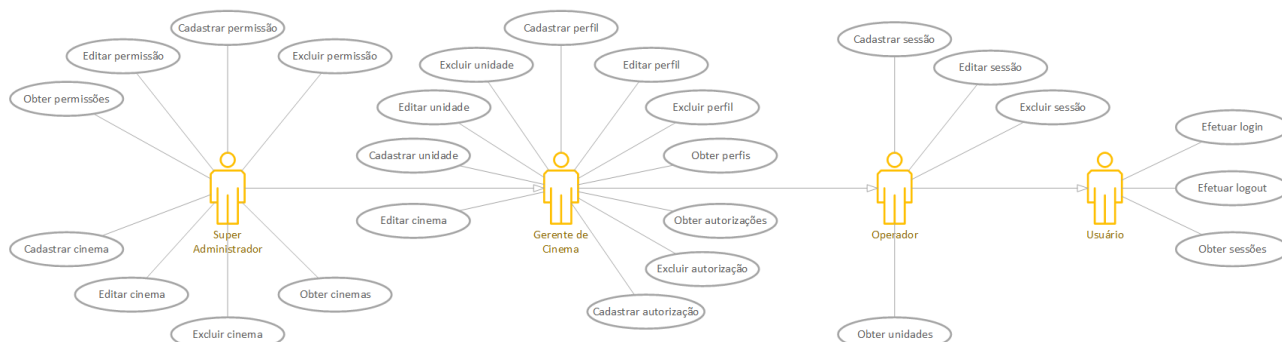 Cadastrar permissão
Editar permissão
Excluir permissão
Obter permissões
Cadastrar cinema
Editar cinema
Excluir cinema
Obter cinemas
Super
Administrador
Cadastrar perfil
Excluir unidade
Editar perfil
Editar unidade
Excluir perfil
Cadastrar unidade
Obter perfis
Editar cinema
Obter autorizações
Excluir autorização
Cadastrar autorização
Gerente de
Cinema
Cadastrar sessão
Editar sessão
Excluir sessão
Operador
Obter unidades
Efetuar login
Efetuar logout
Obter sessões
Usuário